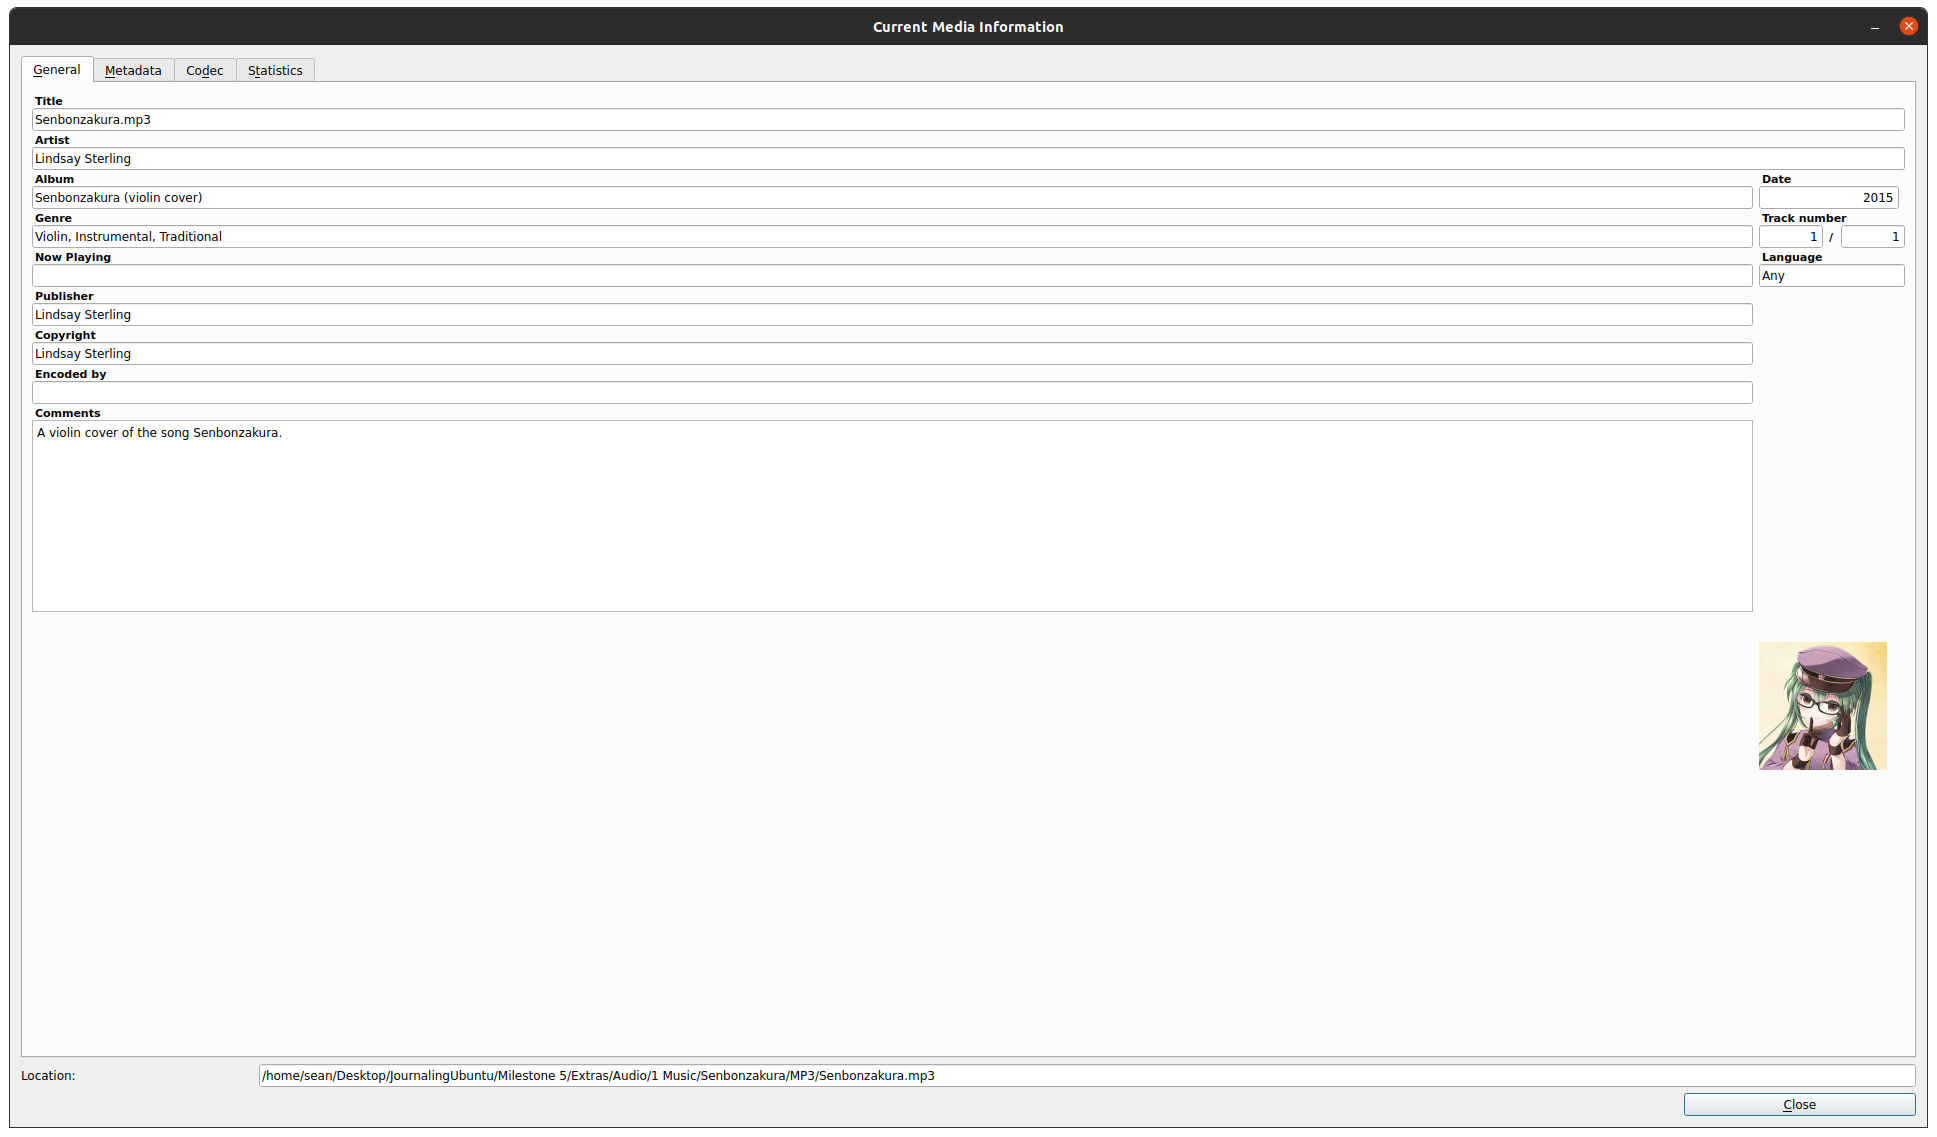 Current Media Information
General Metadata Codec Statistics
Title
Senbonzakura.mp3
Artist
Lindsay Sterling
Album Date
Senbonzakura (violin cover) 2015
Genre Track number
Violin, Instrumental, Traditional 1 / 1
Now Playing Language
Any
Publisher
Lindsay Sterling
Copyright
Lindsay Sterling
Encoded by
Comments
A violin cover of the song Senbonzakura.
Location: /home/sean/Desktop/JournalingUbuntu/Milestone 5/Extras/Audio/1 Music/Senbonzakura/MP3/Senbonzakura.mp3
Close